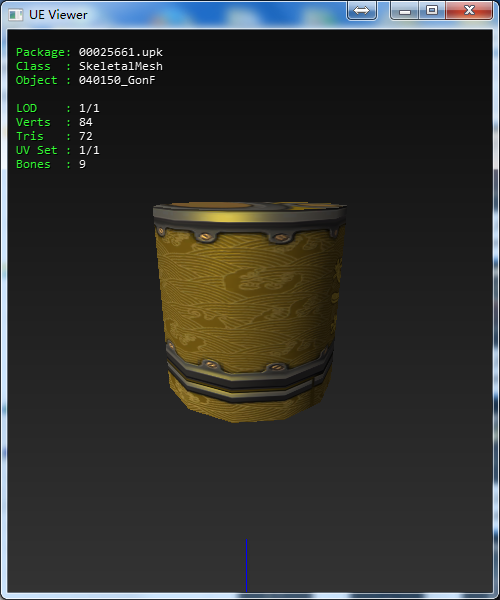 UE Viewer
Package: 00025661.upk
Class : SkeletalMesh
Object : 040150_GonF
LOD : 1/1
Verts : 84
Tris : 72
UV Set : 1/1
Bones : 9